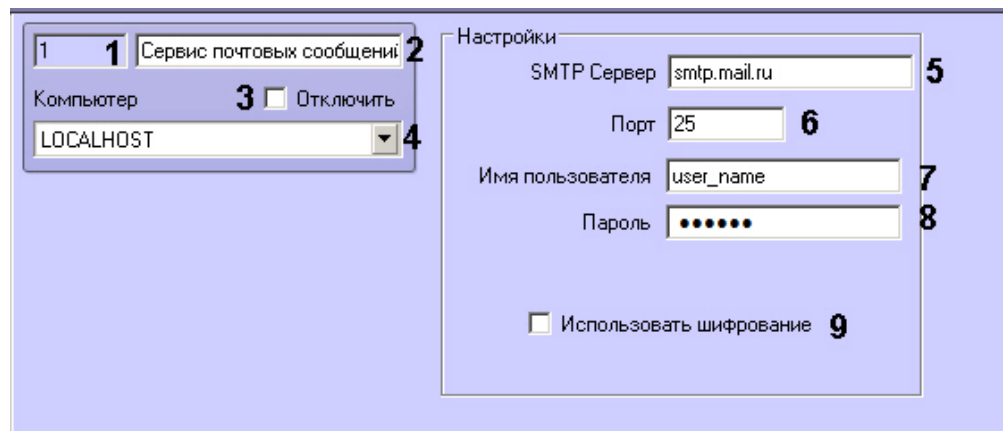 1 1 Сервис почтовых сообщений 2
Компьютер 3 Отключить
LOCALHOST 4
Настройки
SMTP Сервер smtp.mail.ru 5
Порт 25 6
Имя пользователя user_name 7
Пароль •••••• 8
Использовать шифрование 9